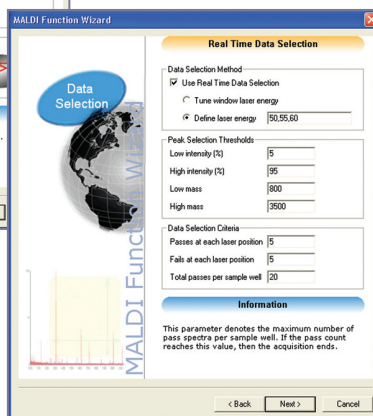 MALDI Function Wizard
Real Time Data Selection
Data
Selection
MALDI Function Wizard
Data Selection Method
Use Real Time Data Selection
Tune window laser energy
Define laser energy 50,55,60
Peak Selection Thresholds
Low intensity (%) 5
High intensity (%) 95
Low mass 800
High mass 3500
Data Selection Criteria
Passes at each laser position 5
Fails at each laser position 5
Total passes per sample well 20
Information
This parameter denotes the maximum number of
pass spectra per sample well. If the pass count
reaches this value, then the acquisition ends.
< Back Next > Cancel